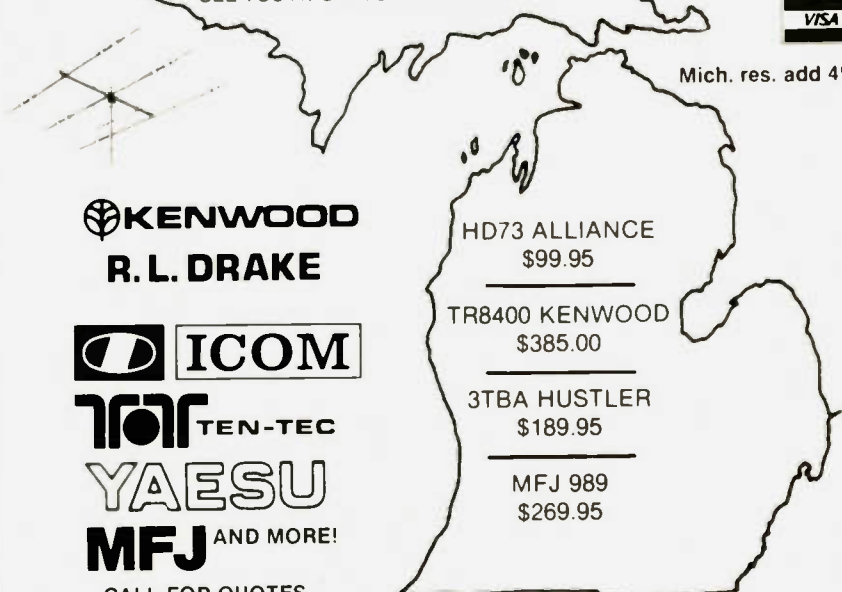 VISA
Mich. res. add 4
KENWOOD
R. L. DRAKE
ICOM
TEN-TEC
YAESU
MFJ AND MORE!
CALL FOR QUOTES
HD73 ALLIANCE
$99.95
TR8400 KENWOOD
$385.00
3TBA HUSTLER
$189.95
MFJ 989
$269.95